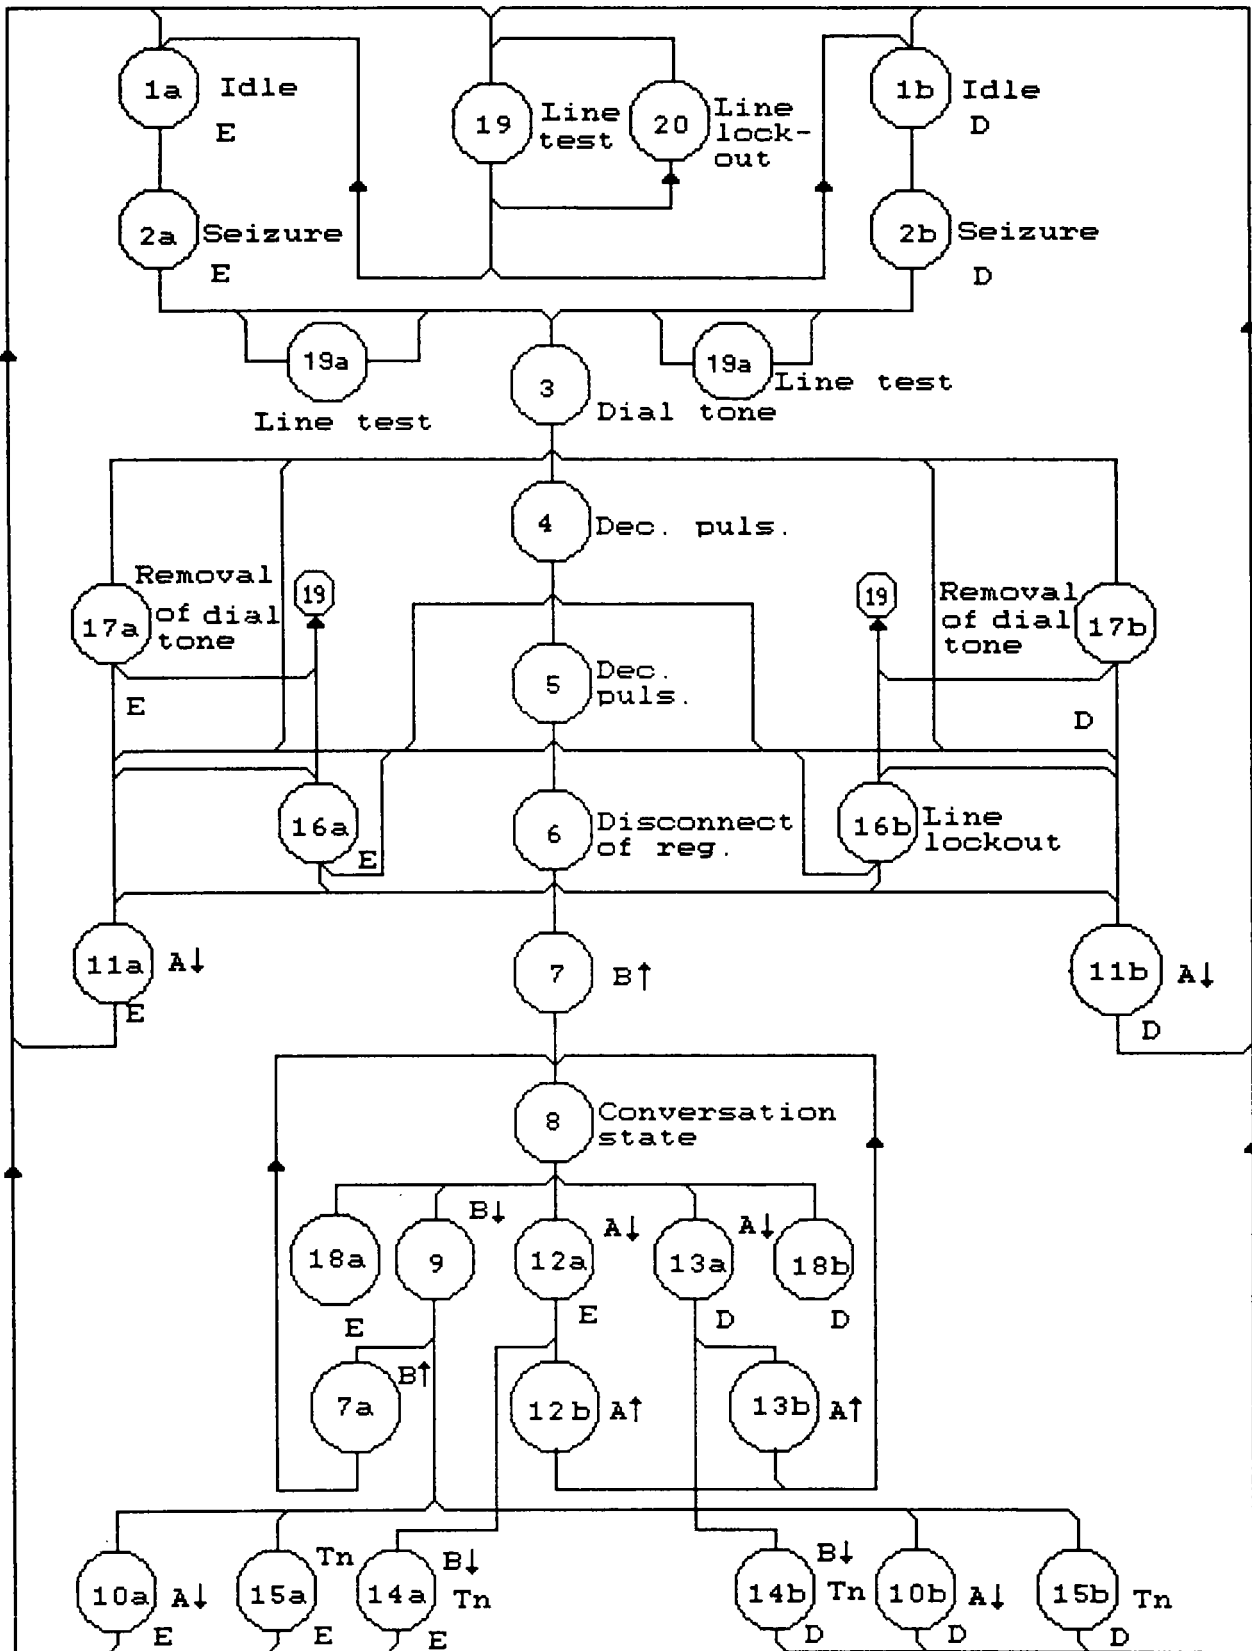 1a Idle
E
19 Line
test
20 Line
lock-
out
1b Idle
D
2a Seizure
E
2b Seizure
D
19a
Line test
3
Dial tone
19a
Line test
4 Dec. puls.
Removal
of dial
tone
17a
E
19
19
Removal
of dial
tone
17b
D
5 Dec.
puls.
16a
E
6 Disconnect
of reg.
16b Line
lockout
11a A↓
E
7 B↑
11b A↓
D
8 Conversation
state
18a
E
9 B↓
12a A↓
E
13a A↓
D
18b
D
7a B↑
12b A↑
13b A↑
10a A↓
E
15a Tn
E
14a B↓
Tn
E
14b B↓
Tn
D
10b A↓
D
15b Tn
D